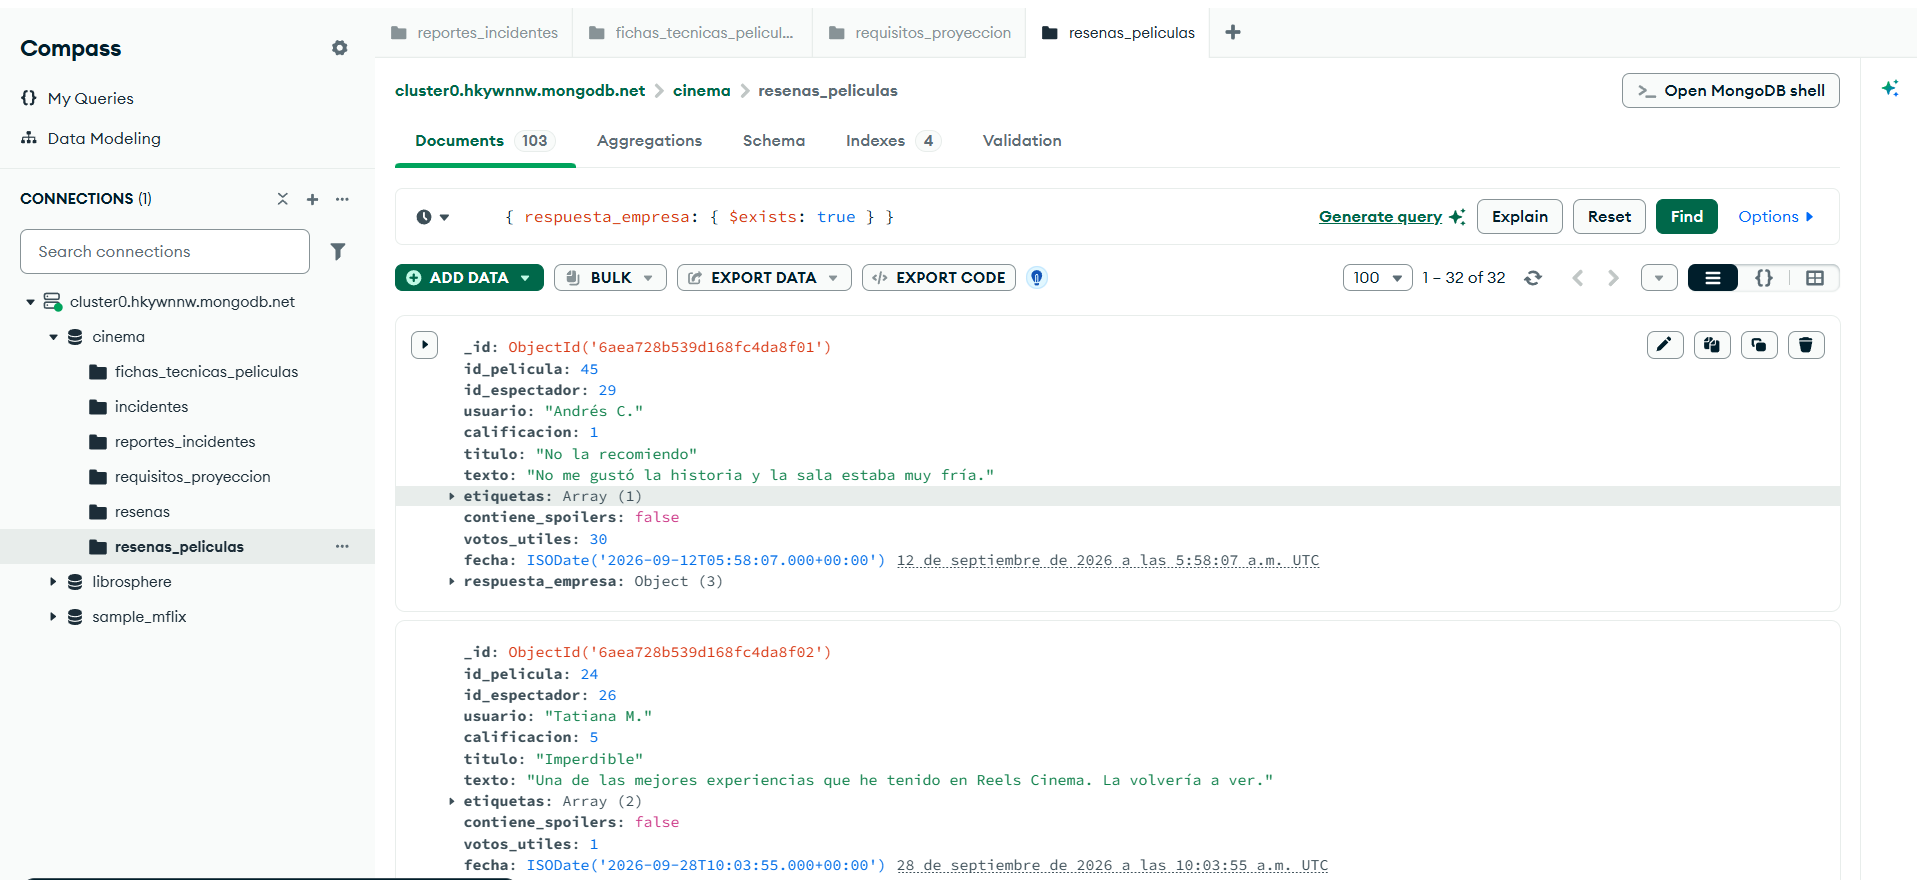 Compass
My Queries
Data Modeling
CONNECTIONS (1)
Search connections
cluster0.hkywnnw.mongodb.net
cinema
fichas_tecnicas_peliculas
incidentes
reportes_incidentes
requisitos_proyeccion
resenas
resenas_peliculas
librosphere
sample_mflix
reportes_incidentes
fichas_tecnicas_pelicul...
requisitos_proyeccion
resenas_peliculas
cluster0.hkywnnw.mongodb.net > cinema > resenas_peliculas
>_ Open MongoDB shell
Documents 103 Aggregations Schema Indexes 4 Validation
{ respuesta_empresa: { $exists: true } }
Generate query Explain Reset Find Options
ADD DATA BULK EXPORT DATA EXPORT CODE 100 1 – 32 of 32
_id: ObjectId('6aea728b539d168fc4da8f01')
id_pelicula: 45
id_espectador: 29
usuario: "Andrés C."
calificacion: 1
titulo: "No la recomiendo"
texto: "No me gustó la historia y la sala estaba muy fría."
etiquetas: Array (1)
contiene_spoilers: false
votos_utiles: 30
fecha: ISODate('2026-09-12T05:58:07.000+00:00') 12 de septiembre de 2026 a las 5:58:07 a.m. UTC
respuesta_empresa: Object (3)
_id: ObjectId('6aea728b539d168fc4da8f02')
id_pelicula: 24
id_espectador: 26
usuario: "Tatiana M."
calificacion: 5
titulo: "Imperdible"
texto: "Una de las mejores experiencias que he tenido en Reels Cinema. La volvería a ver."
etiquetas: Array (2)
contiene_spoilers: false
votos_utiles: 1
fecha: ISODate('2026-09-28T10:03:55.000+00:00') 28 de septiembre de 2026 a las 10:03:55 a.m. UTC